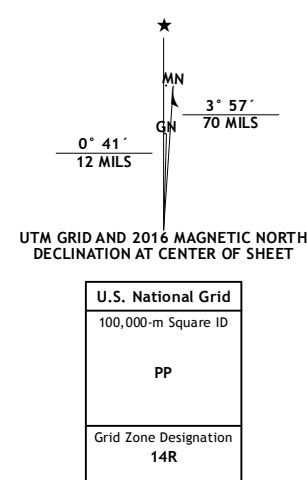 ★
MN
3° 57´
70 MILS
GN
0° 41´
12 MILS
UTM GRID AND 2016 MAGNETIC NORTH
DECLINATION AT CENTER OF SHEET
U.S. National Grid
100,000-m Square ID
PP
Grid Zone Designation
14R